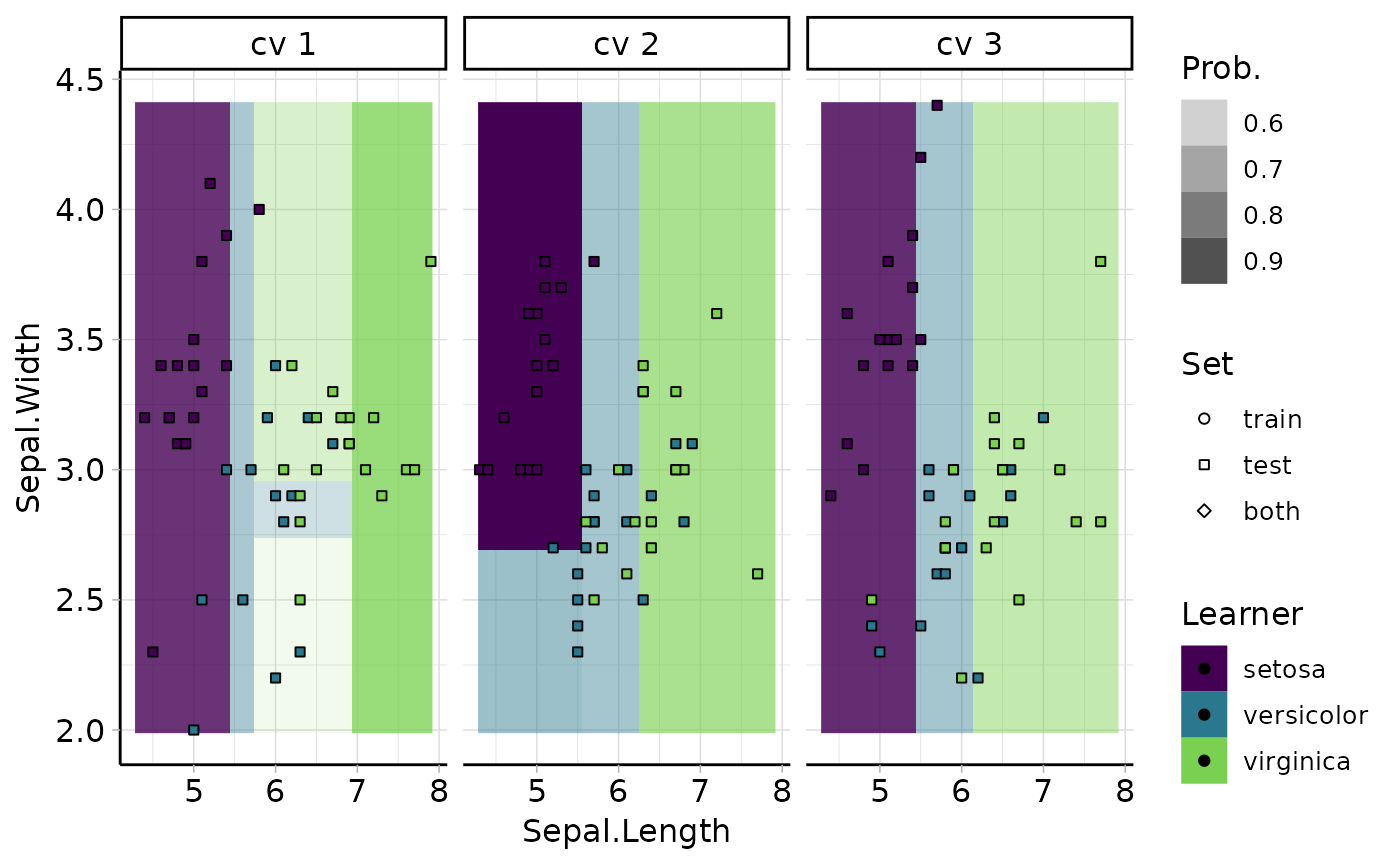 cv 1 cv 2 cv 3
4.5
4.0
3.5
3.0
2.5
2.0
Sepal.Width
5 6 7 8 5 6 7 8 5 6 7 8
Sepal.Length
Prob.
0.6
0.7
0.8
0.9
Set
train
test
both
Learner
setosa
versicolor
virginica